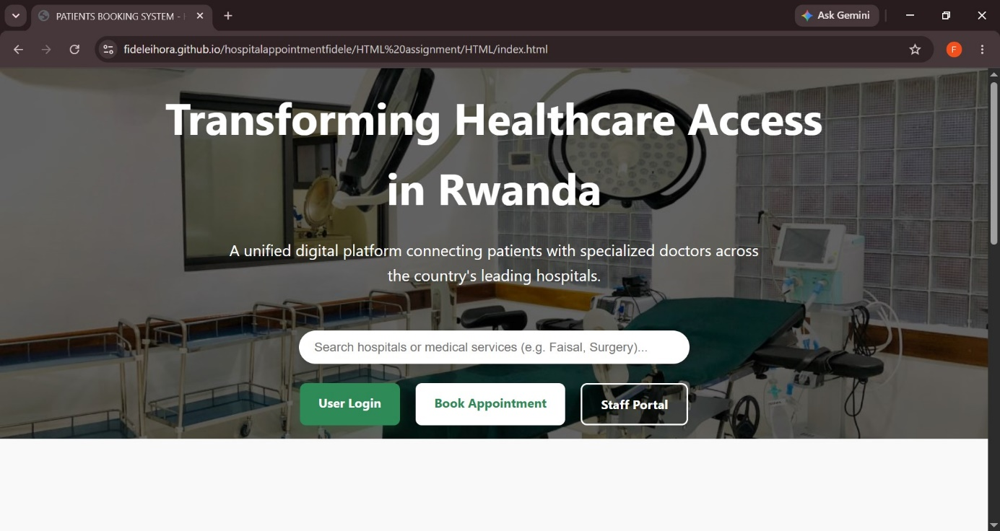 PATIENTS BOOKING SYSTEM -
Ask Gemini
fideleihora.github.io/hospitalappointmentfidele/HTML%20assignment/HTML/index.html
F
Transforming Healthcare Access
in Rwanda
A unified digital platform connecting patients with specialized doctors across
the country's leading hospitals.
Search hospitals or medical services (e.g. Faisal, Surgery)...
User Login
Book Appointment
Staff Portal